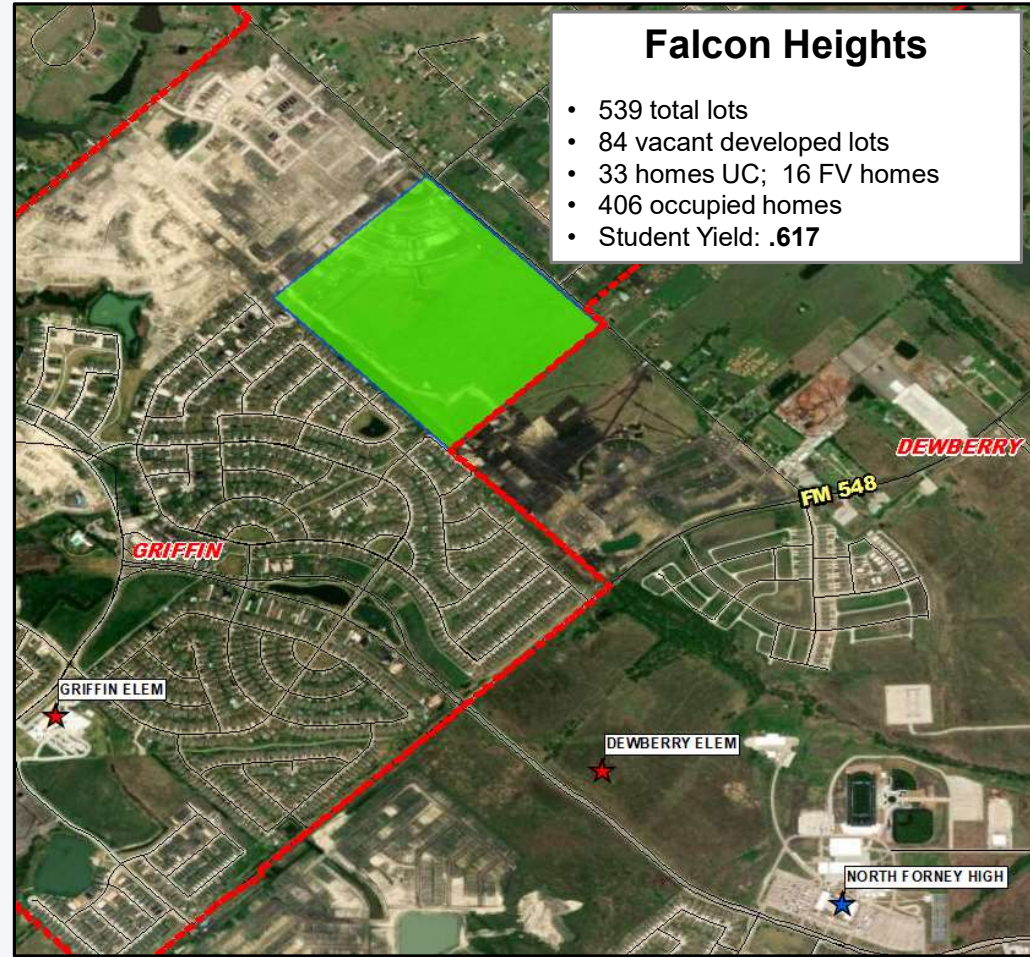 Falcon Heights
• 539 total lots
• 84 vacant developed lots
• 33 homes UC; 16 FV homes
• 406 occupied homes
• Student Yield: .617
DEWBERRY
FM 548
GRIFFIN
GRIFFIN ELEM
DEWBERRY ELEM
NORTH FORNEY HIGH